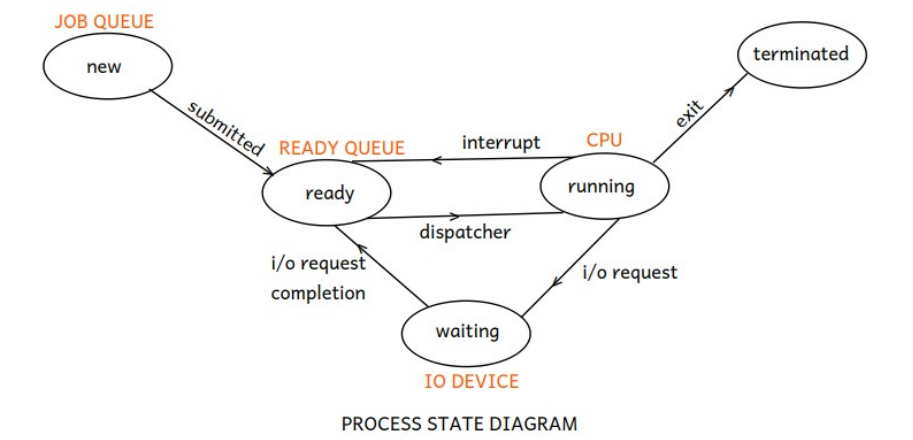 JOB QUEUE
new
terminated
submitted
exit
READY QUEUE
interrupt
CPU
ready
running
dispatcher
i/o request
completion
i/o request
waiting
IO DEVICE
PROCESS STATE DIAGRAM